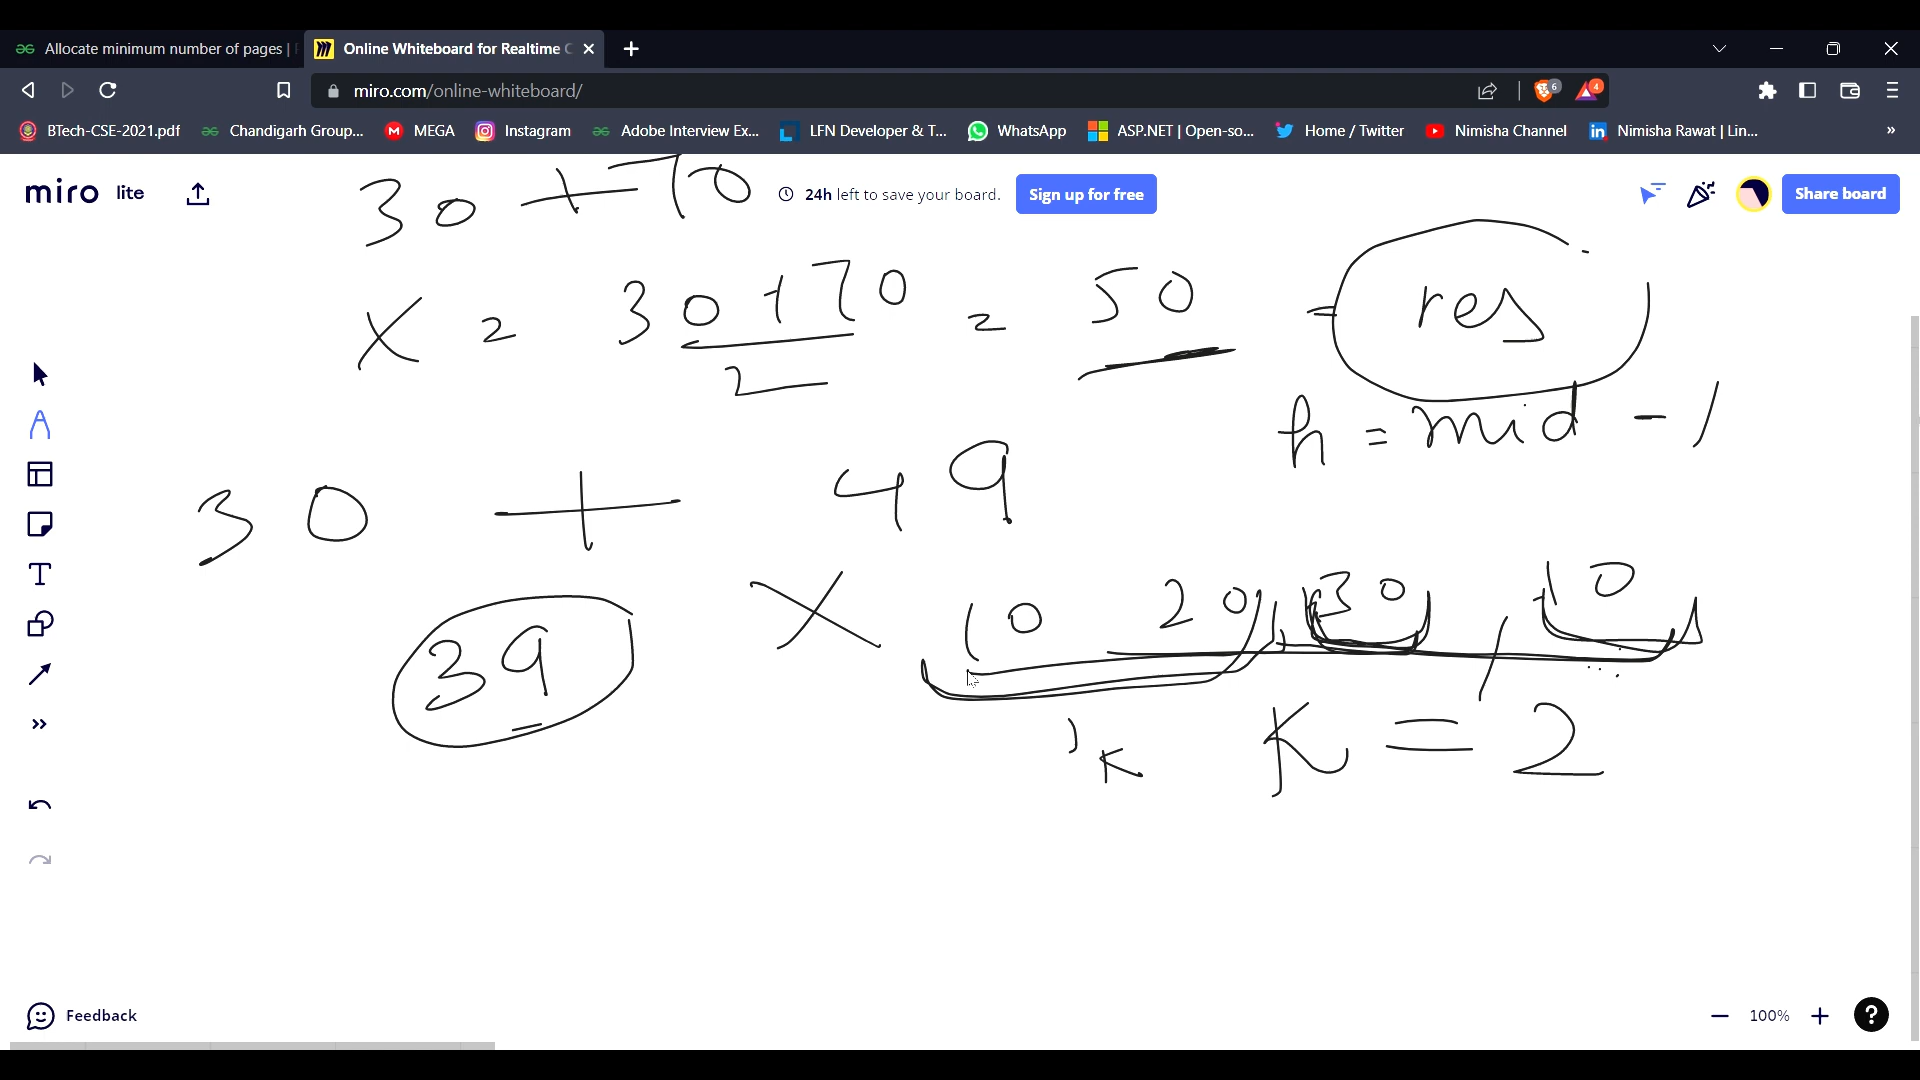 Allocate minimum number of pages |
Online Whiteboard for Realtime C
miro.com/online-whiteboard/
6
4
BTech-CSE-2021.pdf
Chandigarh Group...
MEGA
Instagram
Adobe Interview Ex...
LFN Developer & T...
WhatsApp
ASP.NET | Open-so...
Home / Twitter
Nimisha Channel
Nimisha Rawat | Lin...
»
miro lite
24h left to save your board.
Sign up for free
Share board
30 + 70
X = 30+70 = 50 = res
2
h = mid - 1
30 + 49
39 X 10 20, 30, 10
K K = 2
Feedback
100%
?